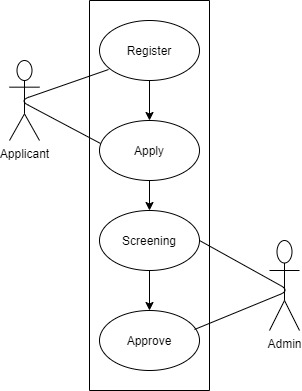 Register
Applicant
Apply
Screening
Approve
Admin